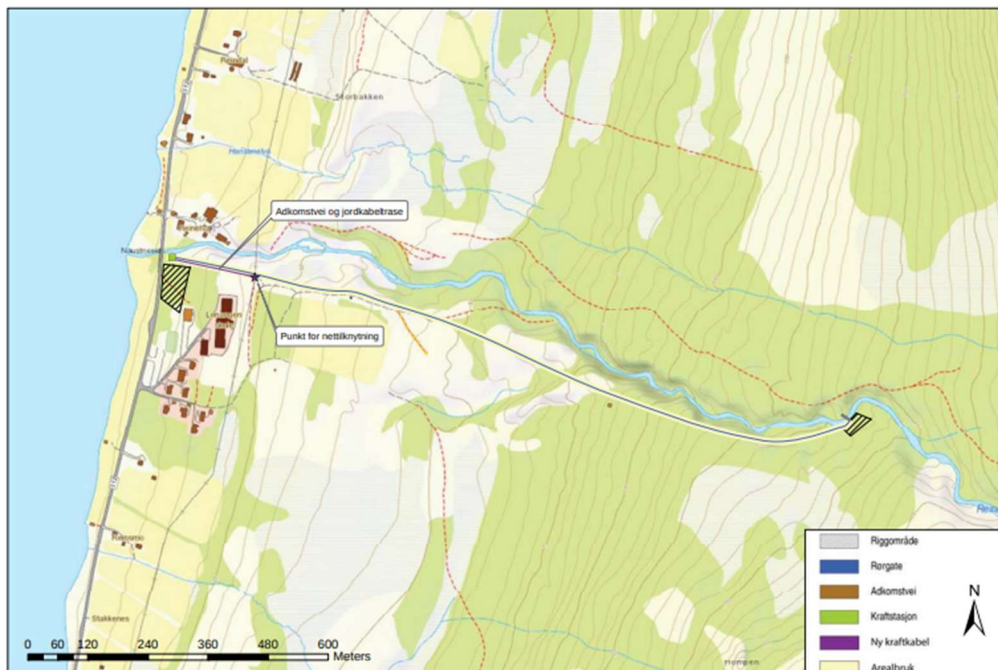 Storbakken
Adkomstvei og jordkabeltrase
Punkt for nettilknytning
Stakkenes
Hompen
0 60 120 240 360 480 600
Meters
Riggområde
Rørgate
Adkomstvei
Kraftstasjon
Ny kraftkabel
Arealbruk
N